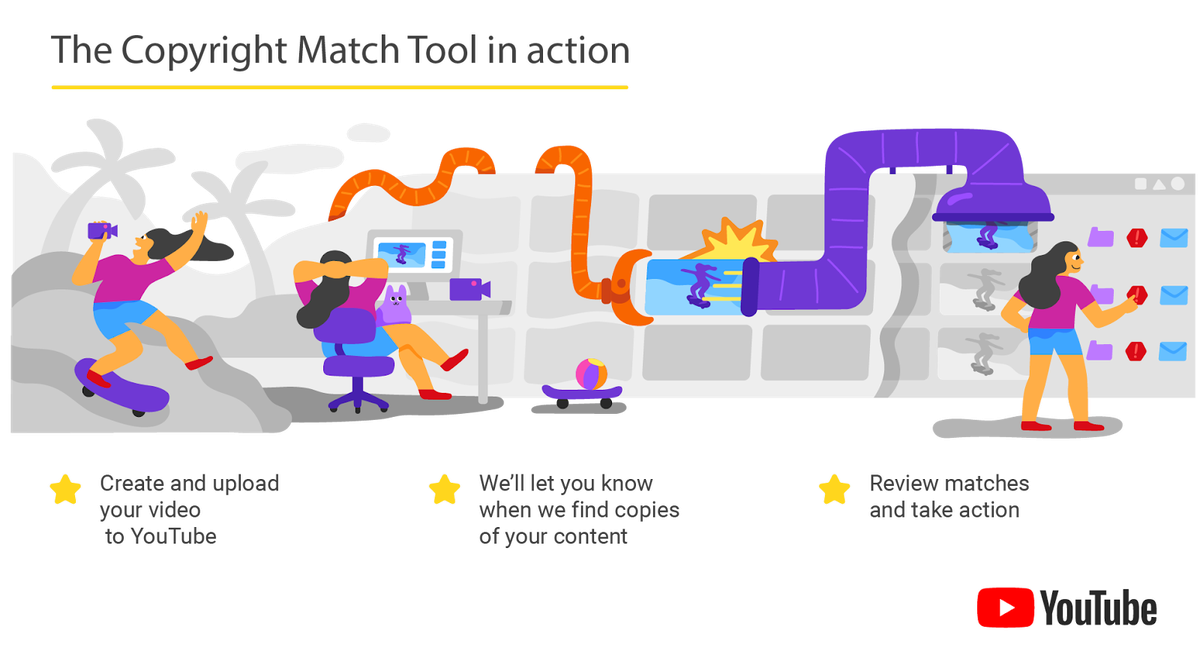 The Copyright Match Tool in action
Create and upload
your video
to YouTube
We’ll let you know
when we find copies
of your content
Review matches
and take action
YouTube